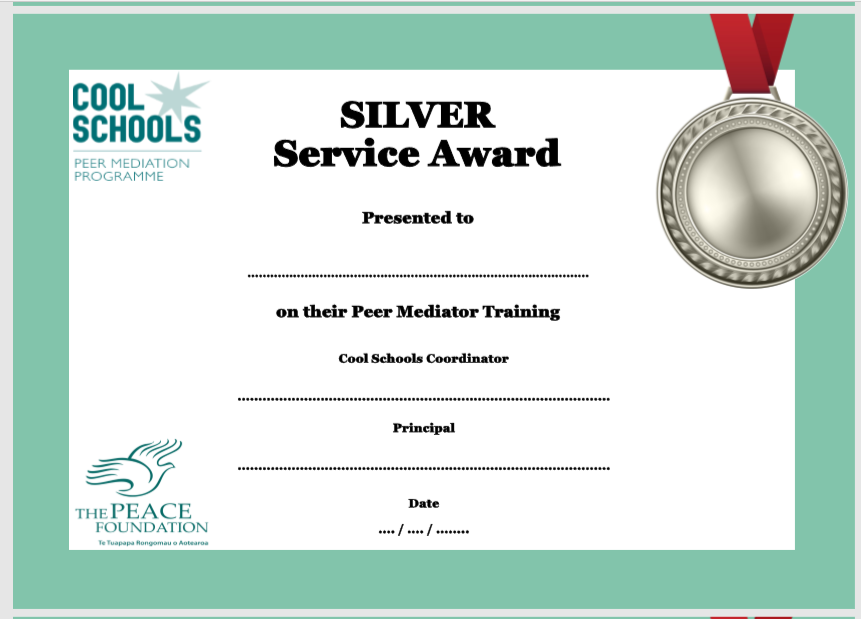 COOL
SCHOOLS
PEER MEDIATION
PROGRAMME
SILVER
Service Award
Presented to
................................................................................
on their Peer Mediator Training
Cool Schools Coordinator
................................................................................
Principal
................................................................................
Date
.... / .... / ........
THE PEACE
FOUNDATION
Te Tuapapa Rongomau o Aotearoa